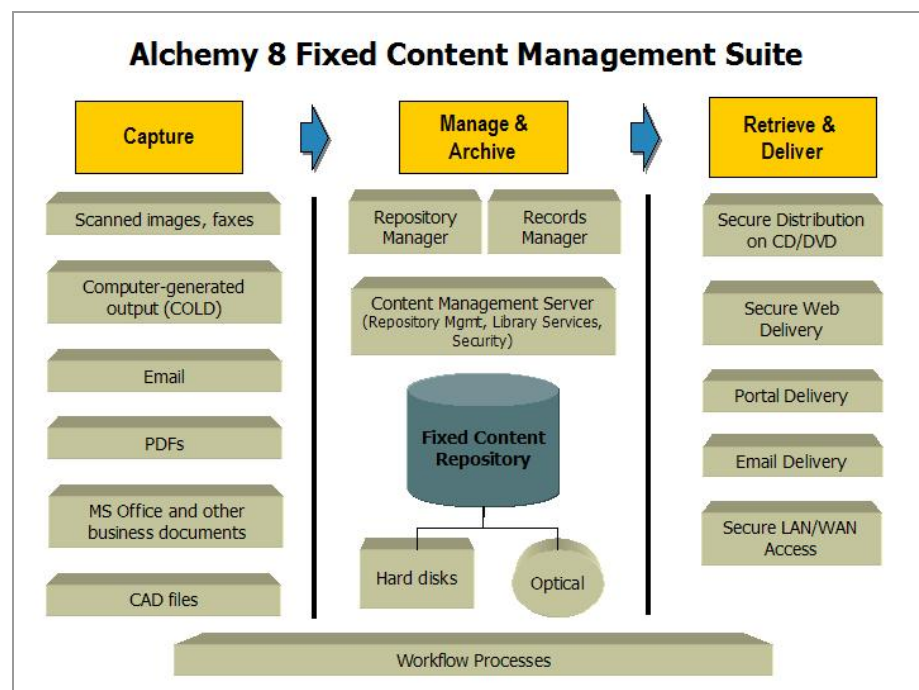 Alchemy 8 Fixed Content Management Suite
Capture
Manage &
Archive
Retrieve &
Deliver
Scanned images, faxes
Computer-generated
output (COLD)
Email
PDFs
MS Office and other
business documents
CAD files
Repository
Manager
Records
Manager
Content Management Server
(Repository Mgmt, Library Services,
Security)
Fixed Content
Repository
Hard disks
Optical
Secure Distribution
on CD/DVD
Secure Web
Delivery
Portal Delivery
Email Delivery
Secure LAN/WAN
Access
Workflow Processes